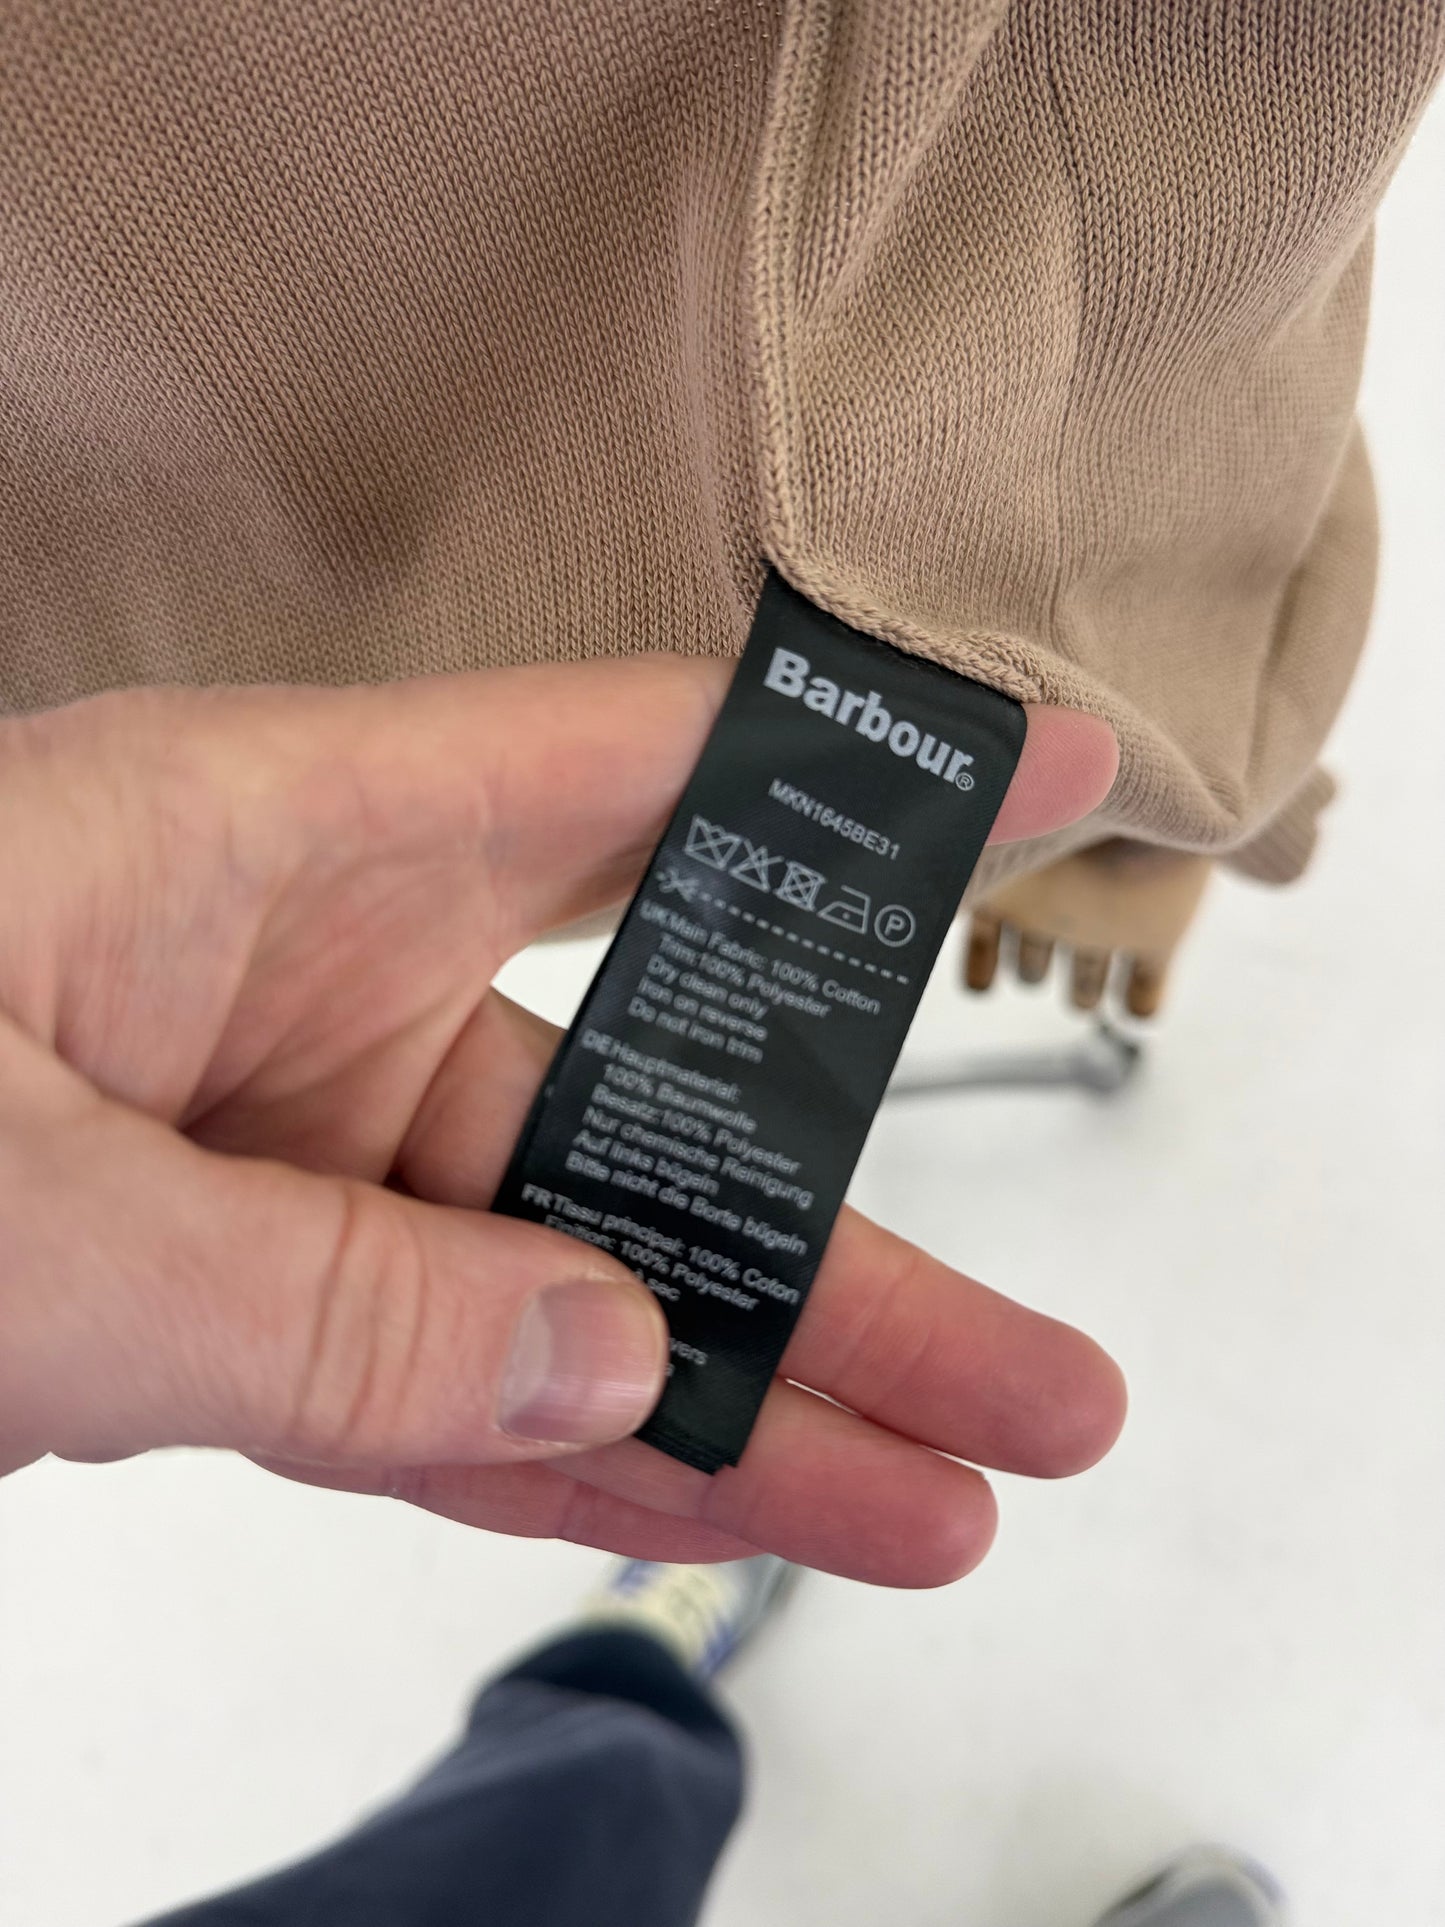 Barbour®
MKN1645BE31
P
UK Main Fabric: 100% Cotton
Trim:100% Polyester
Dry clean only
Iron on reverse
Do not iron trim
DE Hauptmaterial:
100% Baumwolle
Besatz:100% Polyester
Nur chemische Reinigung
Auf links bügeln
Bitte nicht die Borte bügeln
FR Tissu principal: 100% Coton
Finition: 100% Polyester
à sec